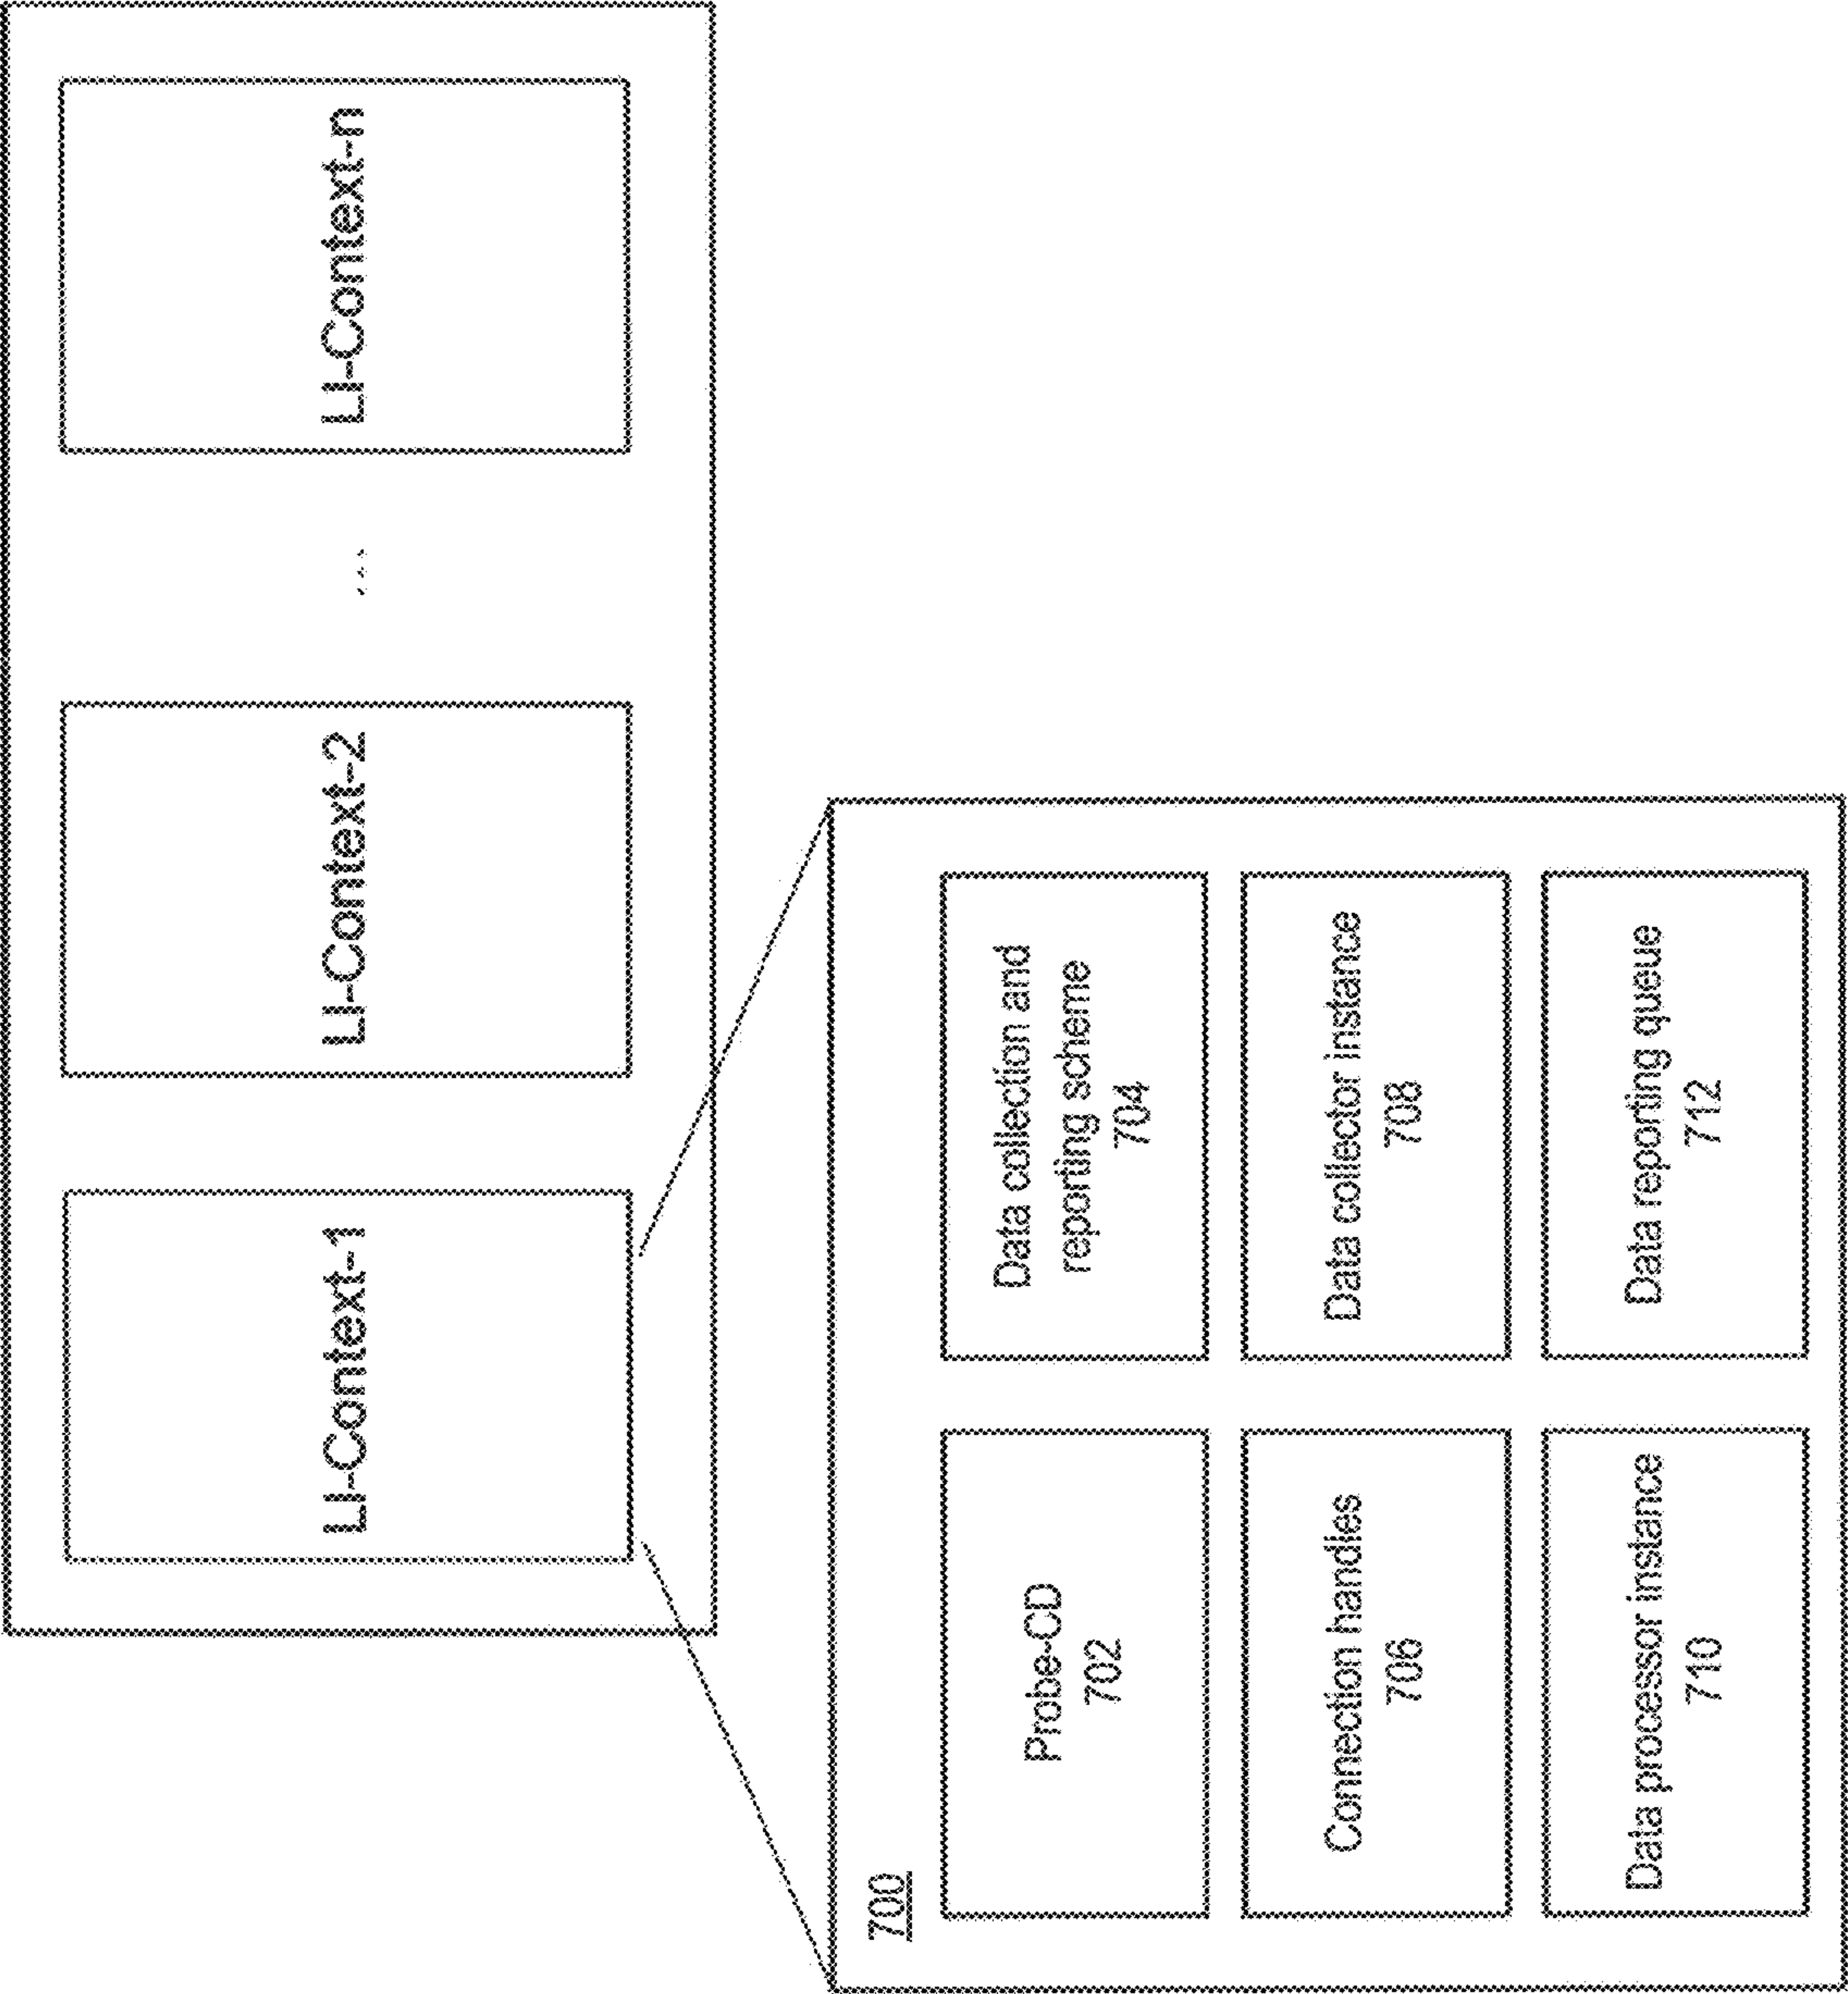 LI-Context-1
LI-Context-2
...
LI-Context-n
700
Probe-CD
702
Data collection and
reporting scheme
704
Connection handles
706
Data collector instance
708
Data processor instance
710
Data reporting queue
712